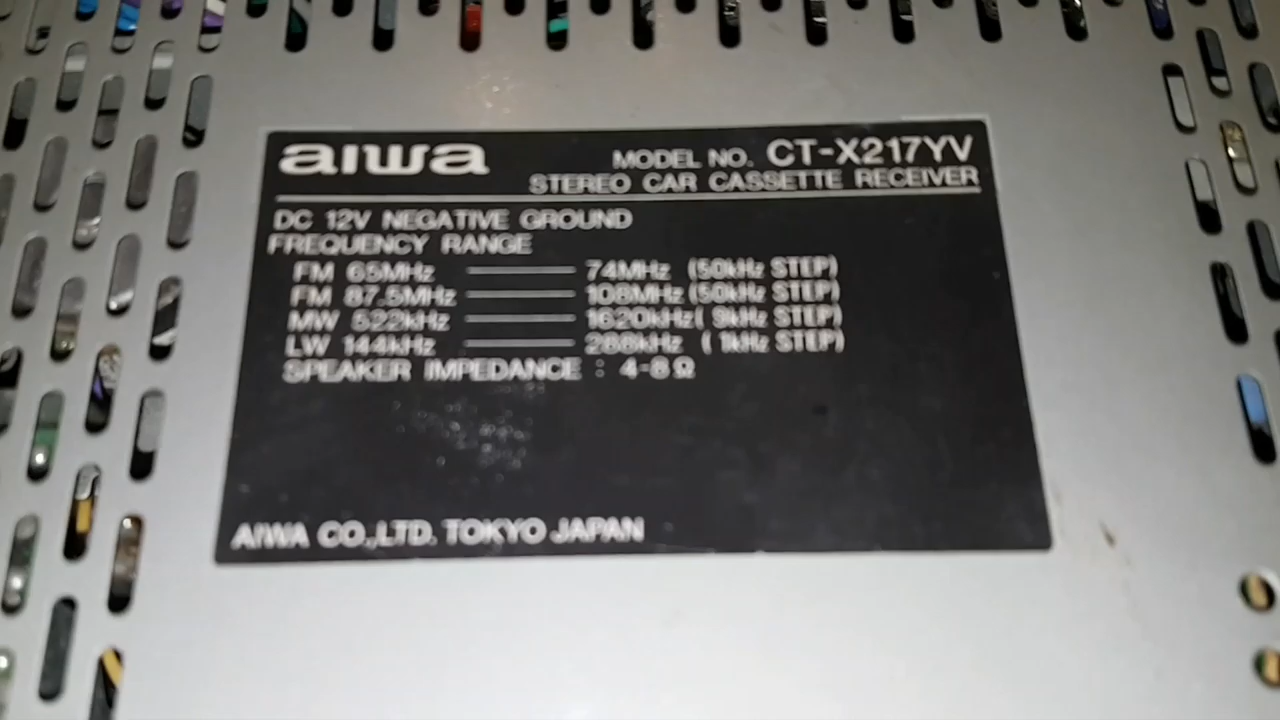 aiwa MODEL NO. CT-X217YV
STEREO CAR CASSETTE RECEIVER
DC 12V NEGATIVE GROUND
FREQUENCY RANGE
FM 65MHz ——— 74MHz (50kHz STEP)
FM 87.5MHz ——— 108MHz (50kHz STEP)
MW 522kHz ——— 1620kHz ( 9kHz STEP)
LW 144kHz ——— 288kHz ( 1kHz STEP)
SPEAKER IMPEDANCE : 4-8Ω
AIWA CO.,LTD. TOKYO JAPAN